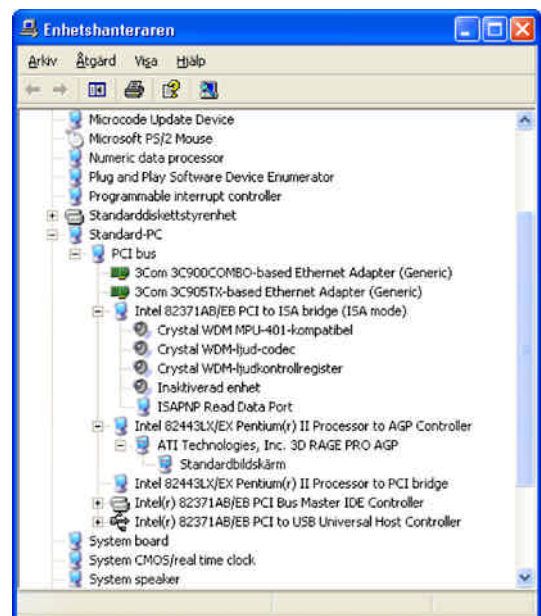 Enhetshanteraren
Arkiv Åtgärd Visa Hjälp
Microcode Update Device
Microsoft PS/2 Mouse
Numeric data processor
Plug and Play Software Device Enumerator
Programmable interrupt controller
Standarddiskettstyrenhet
Standard-PC
PCI bus
3Com 3C900COMBO-based Ethernet Adapter (Generic)
3Com 3C905TX-based Ethernet Adapter (Generic)
Intel 82371AB/EB PCI to ISA bridge (ISA mode)
Crystal WDM MPU-401-kompatibel
Crystal WDM-ljud-codec
Crystal WDM-ljudkontrollregister
Inaktiverad enhet
ISAPNP Read Data Port
Intel 82443LX/EX Pentium(r) II Processor to AGP Controller
ATI Technologies, Inc. 3D RAGE PRO AGP
Standardbildskärm
Intel 82443LX/EX Pentium(r) II Processor to PCI bridge
Intel(r) 82371AB/EB PCI Bus Master IDE Controller
Intel(r) 82371AB/EB PCI to USB Universal Host Controller
System board
System CMOS/real time clock
System speaker